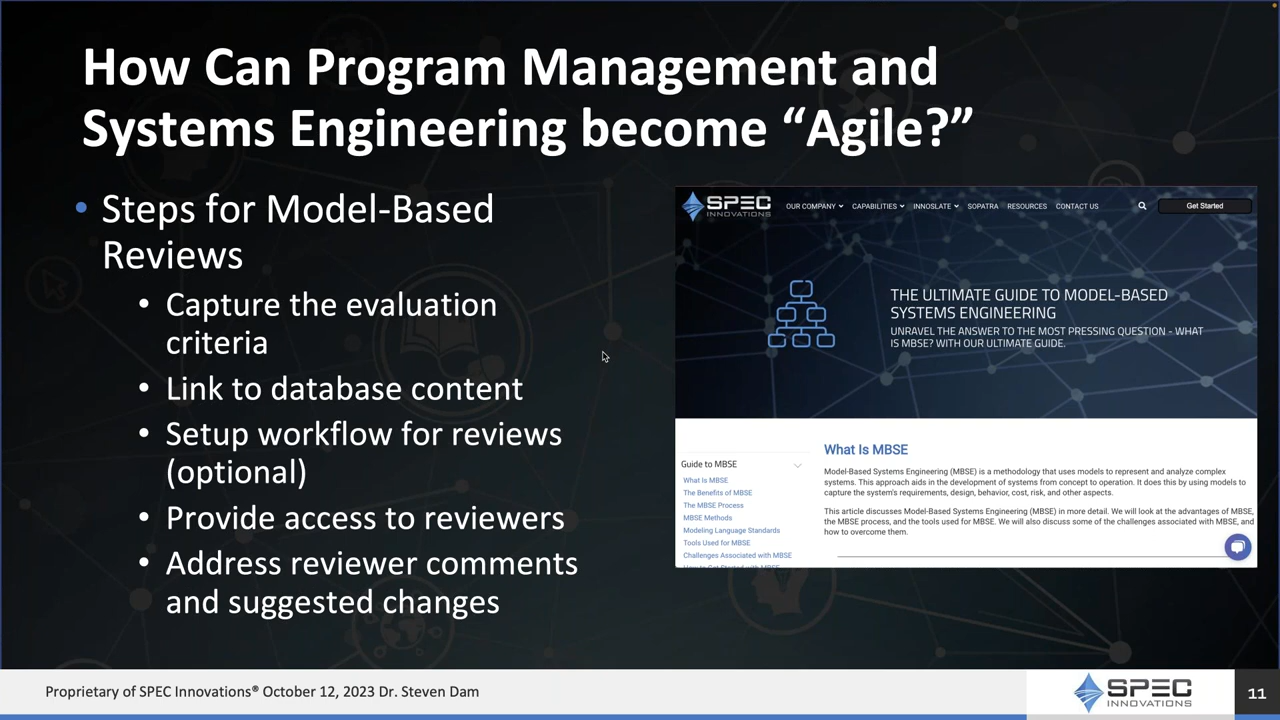 How Can Program Management and
Systems Engineering become “Agile?”
• Steps for Model-Based
Reviews
• Capture the evaluation
criteria
• Link to database content
• Setup workflow for reviews
(optional)
• Provide access to reviewers
• Address reviewer comments
and suggested changes
SPEC
INNOVATIONS
OUR COMPANY CAPABILITIES INNOSLATE SOPATRA RESOURCES CONTACT US
Get Started
THE ULTIMATE GUIDE TO MODEL-BASED
SYSTEMS ENGINEERING
UNRAVEL THE ANSWER TO THE MOST PRESSING QUESTION - WHAT
IS MBSE? WITH OUR ULTIMATE GUIDE.
Guide to MBSE
What Is MBSE
The Benefits of MBSE
The MBSE Process
MBSE Methods
Modeling Language Standards
Tools Used for MBSE
Challenges Associated with MBSE
How to Get Started with MBSE
What Is MBSE
Model-Based Systems Engineering (MBSE) is a methodology that uses models to represent and analyze complex
systems. This approach aids in the development of systems from concept to operation. It does this by using models to
capture the system's requirements, design, behavior, cost, risk, and other aspects.
This article discusses Model-Based Systems Engineering (MBSE) in more detail. We will look at the advantages of MBSE,
the MBSE process, and the tools used for MBSE. We will also discuss some of the challenges associated with MBSE, and
how to overcome them.
Proprietary of SPEC Innovations® October 12, 2023 Dr. Steven Dam
SPEC
INNOVATIONS
11